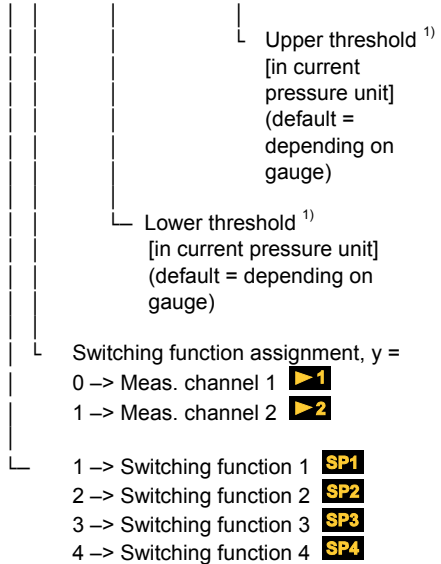 Upper threshold 1)
[in current
pressure unit]
(default =
depending on
gauge)
Lower threshold 1)
[in current pressure unit]
(default = depending on
gauge)
Switching function assignment, y =
0 –> Meas. channel 1 ►1
1 –> Meas. channel 2 ►2
1 –> Switching function 1 SP1
2 –> Switching function 2 SP2
3 –> Switching function 3 SP3
4 –> Switching function 4 SP4